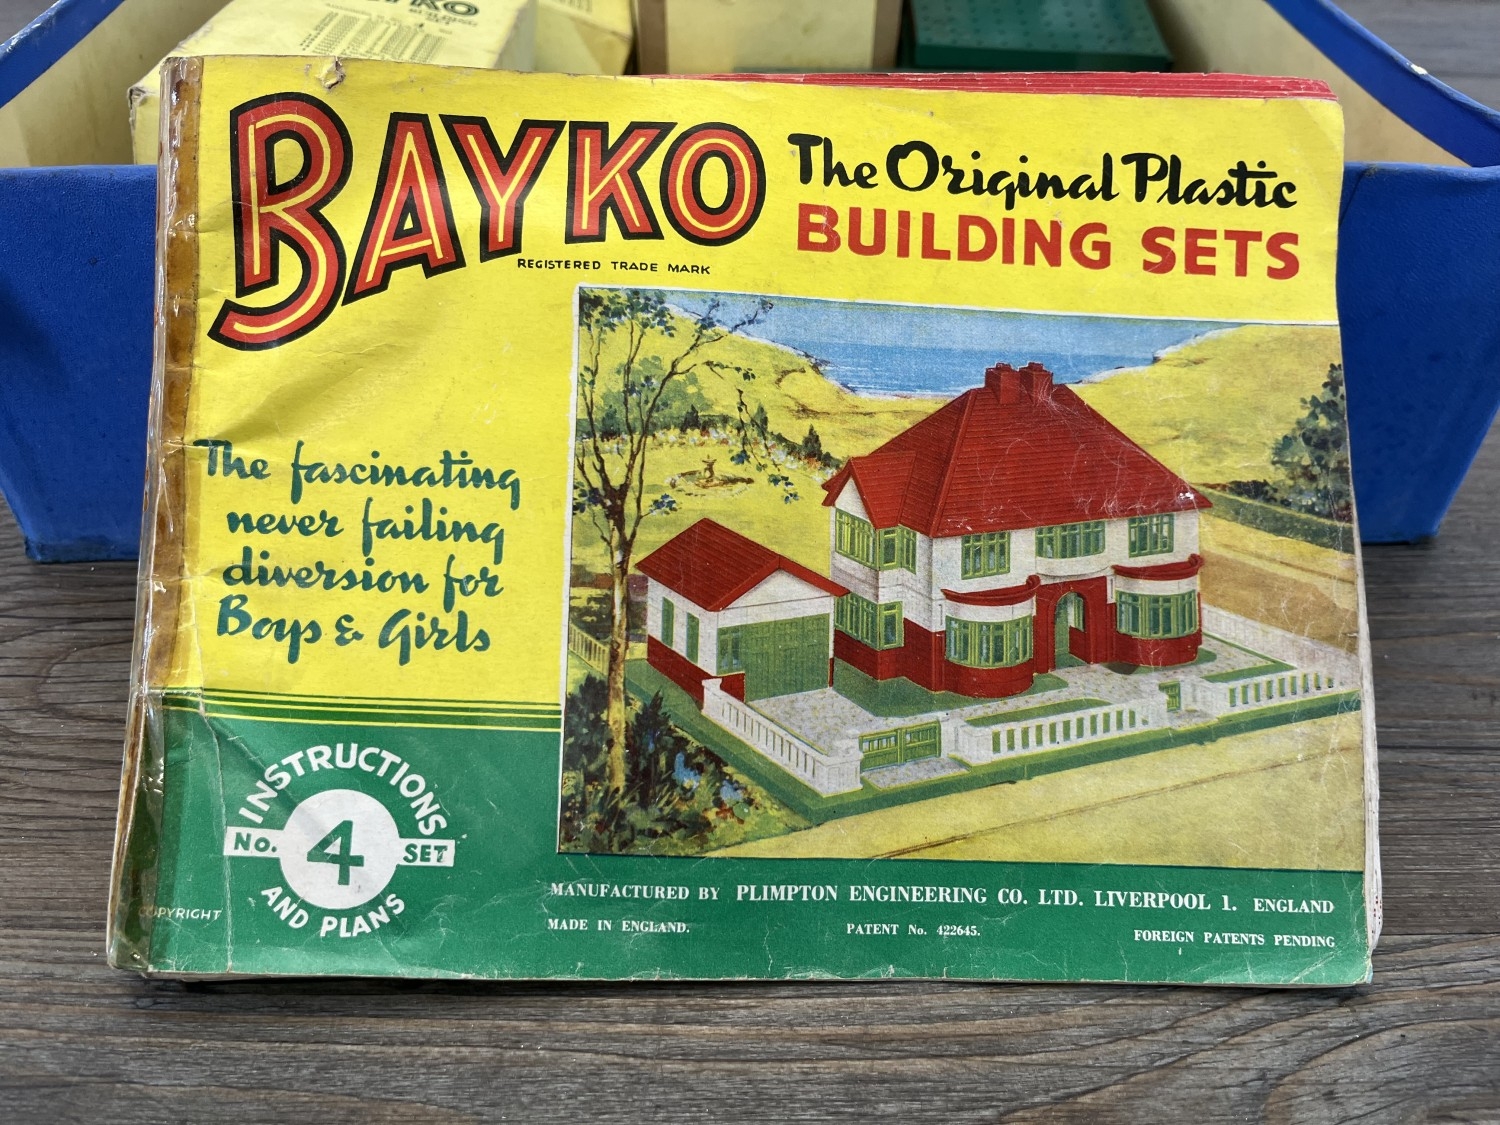 BAYKO
REGISTERED TRADE MARK
The Original Plastic
BUILDING SETS
The fascinating
never failing
diversion for
Boys & Girls
INSTRUCTIONS
No. 4 SET
AND PLANS
COPYRIGHT
MANUFACTURED BY PLIMPTON ENGINEERING CO. LTD. LIVERPOOL 1. ENGLAND
MADE IN ENGLAND. PATENT No. 422645. FOREIGN PATENTS PENDING